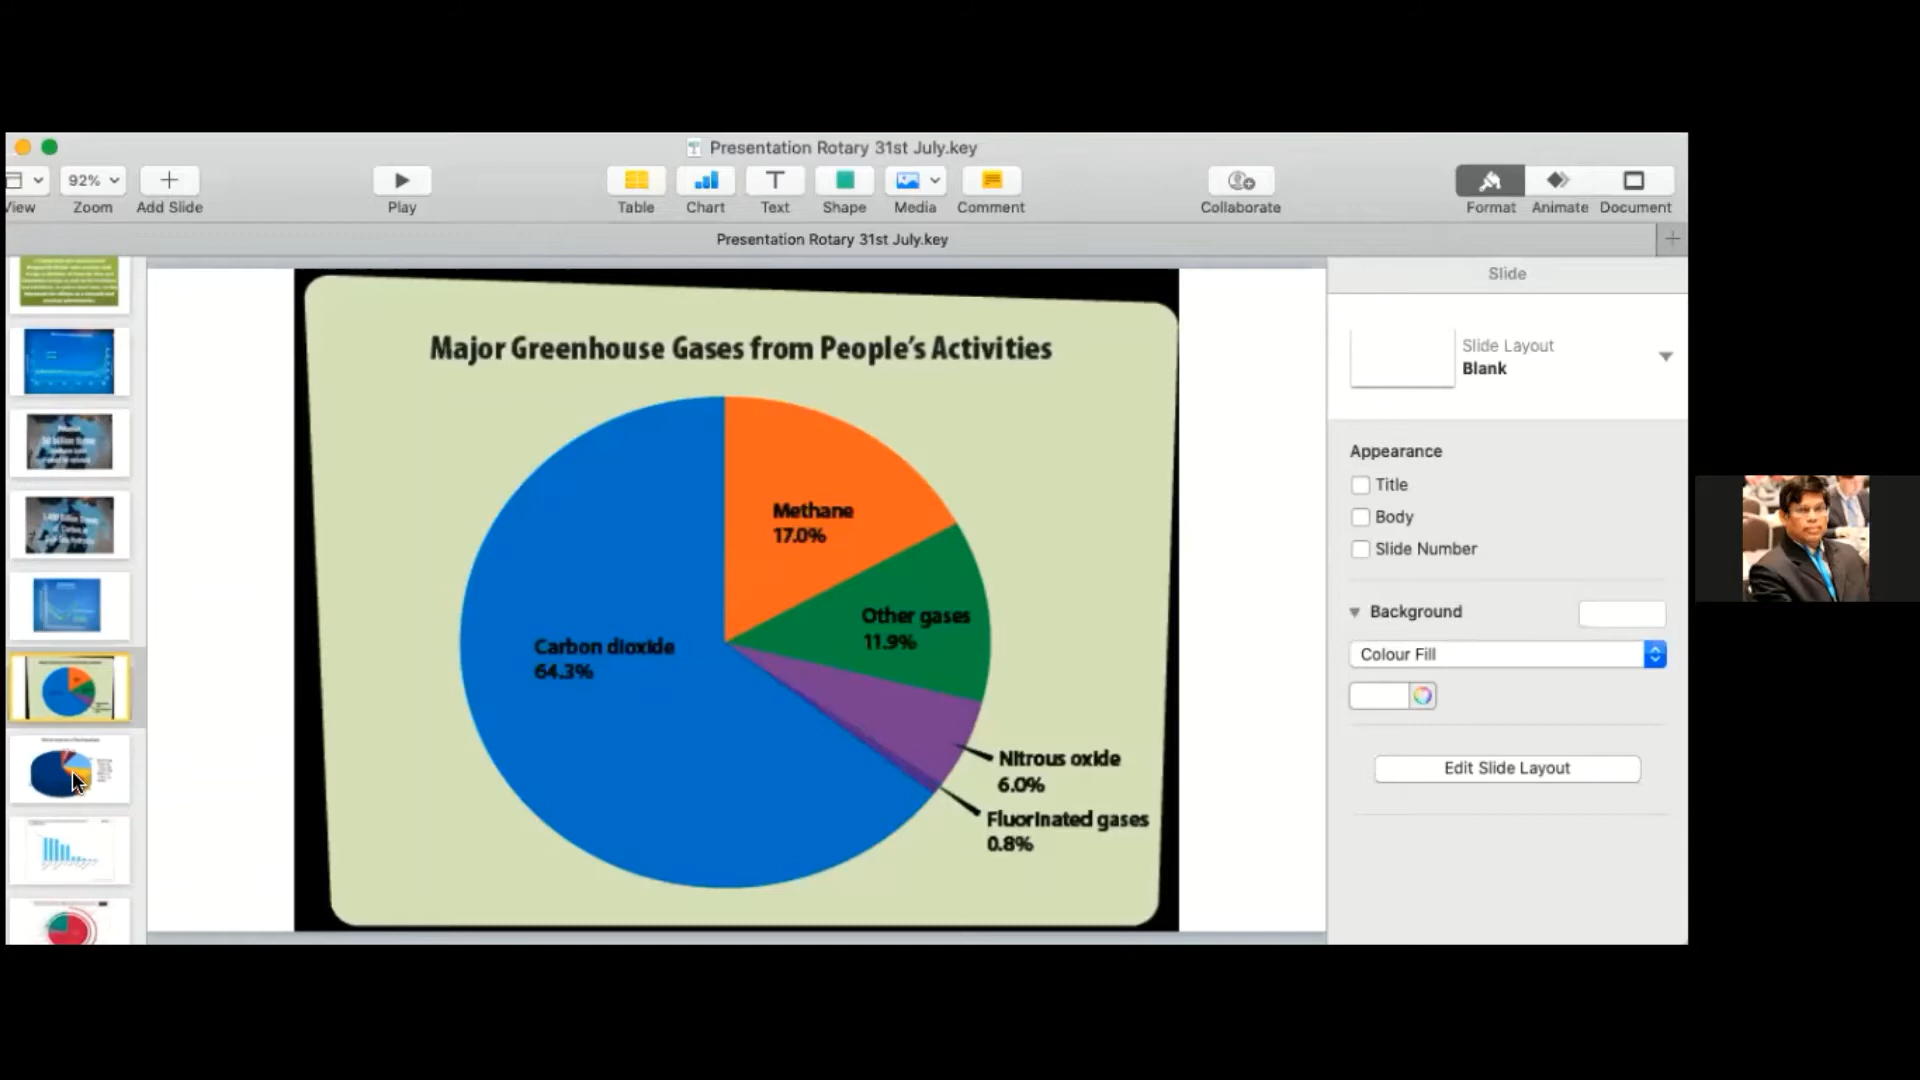 Presentation Rotary 31st July.key
92%
View
Zoom
Add Slide
Play
Table
Chart
Text
Shape
Media
Comment
Collaborate
Format
Animate
Document
Presentation Rotary 31st July.key
Slide
Slide Layout
Blank
Appearance
Title
Body
Slide Number
Background
Colour Fill
Edit Slide Layout
Major Greenhouse Gases from People's Activities
Methane
17.0%
Other gases
11.9%
Carbon dioxide
64.3%
Nitrous oxide
6.0%
Fluorinated gases
0.8%